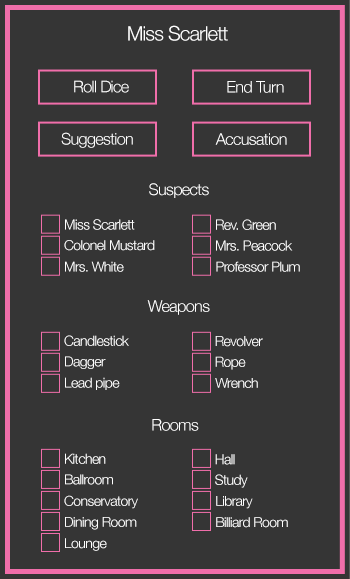 Miss Scarlett
Roll Dice
End Turn
Suggestion
Accusation
Suspects
Miss Scarlett
Rev. Green
Colonel Mustard
Mrs. Peacock
Mrs. White
Professor Plum
Weapons
Candlestick
Revolver
Dagger
Rope
Lead pipe
Wrench
Rooms
Kitchen
Hall
Ballroom
Study
Conservatory
Library
Dining Room
Billiard Room
Lounge